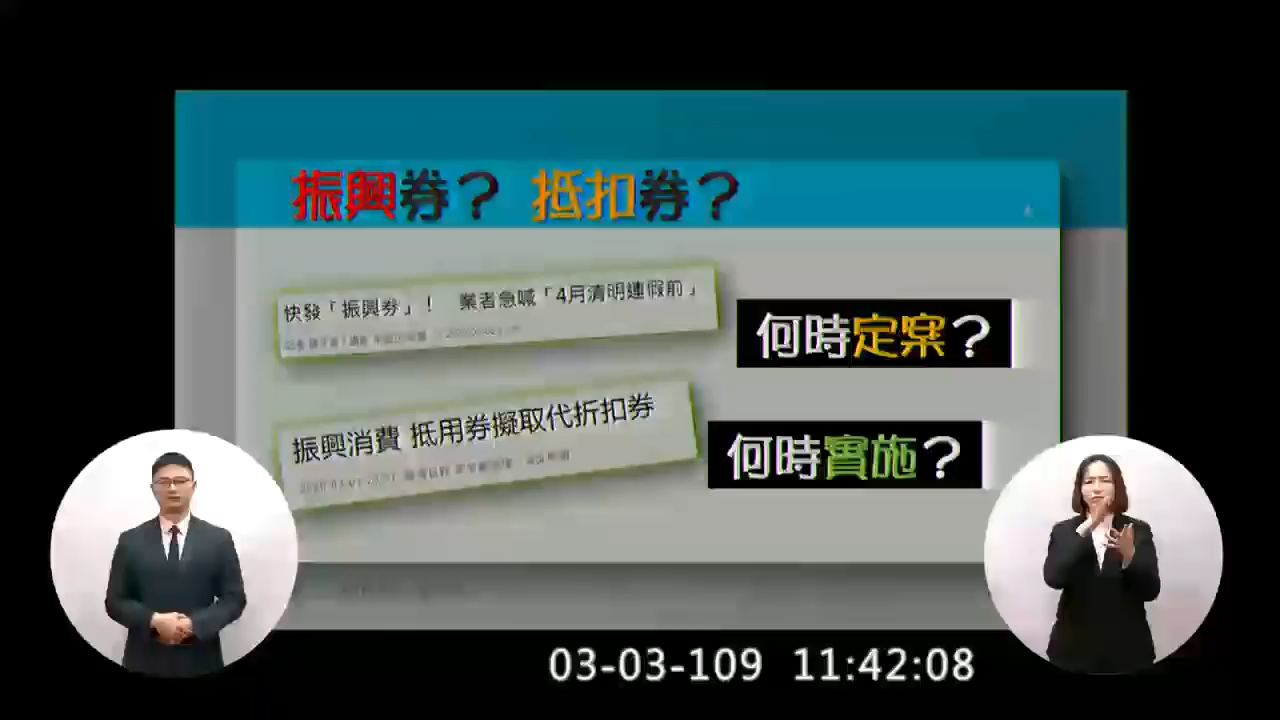 振興券？ 抵扣券？
快發「振興券」！ 業者急喊「4月清明連假前」
何時定案？
振興消費 抵用券擬取代折扣券
何時實施？
03-03-109 11:42:08